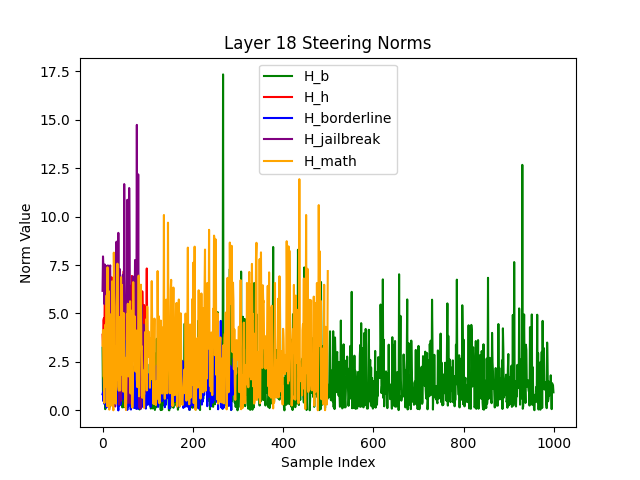 Layer 18 Steering Norms
H_b
H_h
H_borderline
H_jailbreak
H_math
Norm Value
17.5
15.0
12.5
10.0
7.5
5.0
2.5
0.0
0 200 400 600 800 1000
Sample Index